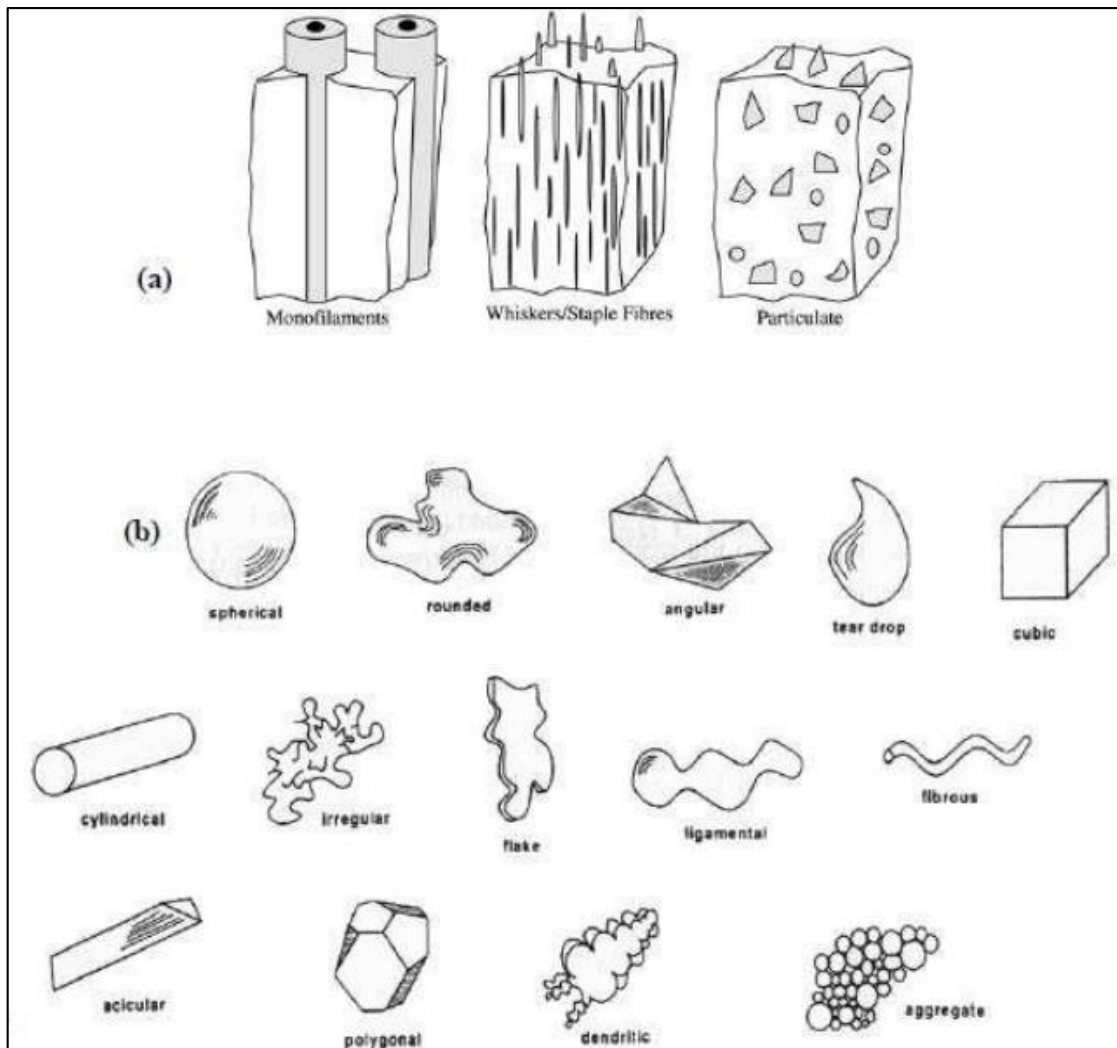 (a)
Monofilaments
Whiskers/Staple Fibres
Particulate
(b)
spherical
rounded
angular
tear drop
cubic
cylindrical
irregular
flake
ligamental
fibrous
acicular
polygonal
dendritic
aggregate